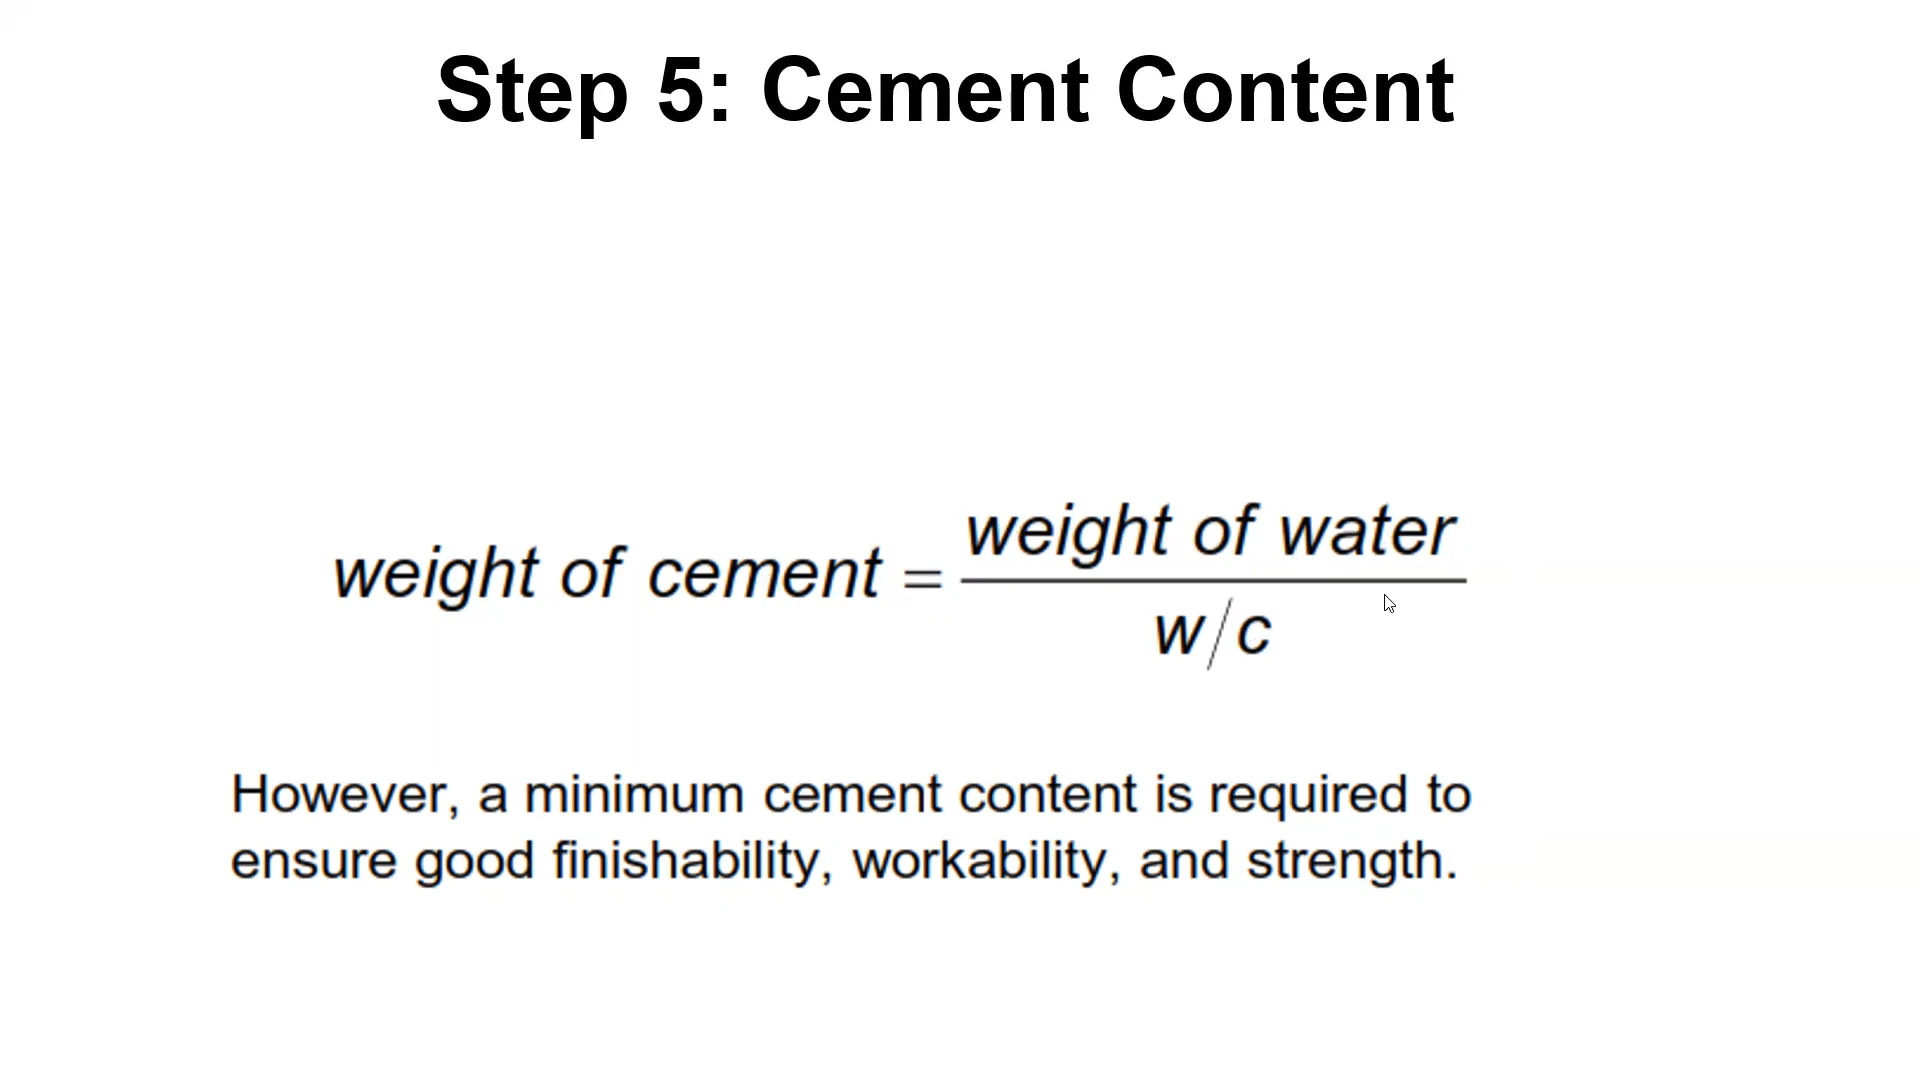 Step 5: Cement Content
weight of cement = weight of water
w/c
However, a minimum cement content is required to
ensure good finishability, workability, and strength.